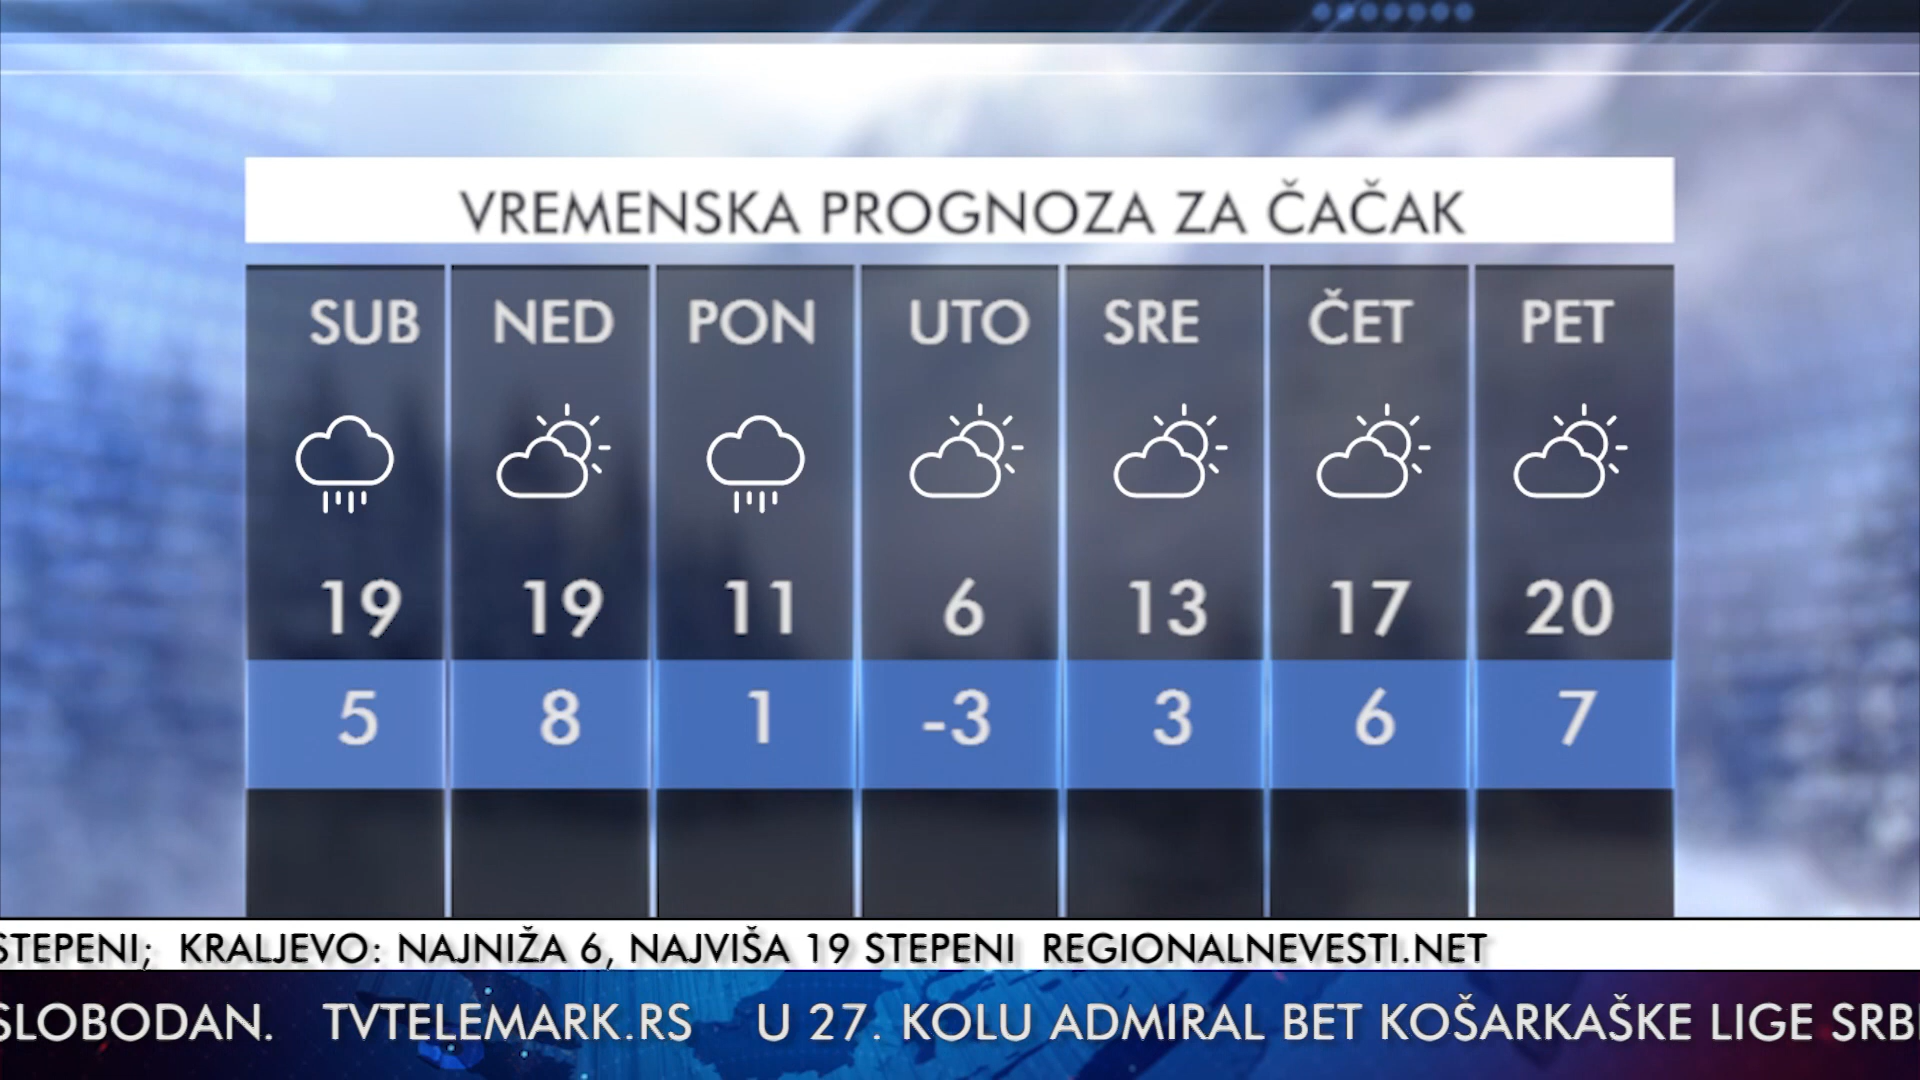 VREMENSKA PROGNOZA ZA ČAČAK
SUB NED PON UTO SRE ČET PET
19 19 11 6 13 17 20
5 8 1 -3 3 6 7
STEPENI; KRALJEVO: NAJNIŽA 6, NAJVIŠA 19 STEPENI REGIONALNEVESTI.NET
SLOBODAN. TVTELEMARK.RS U 27. KOLU ADMIRAL BET KOŠARKAŠKE LIGE SRB